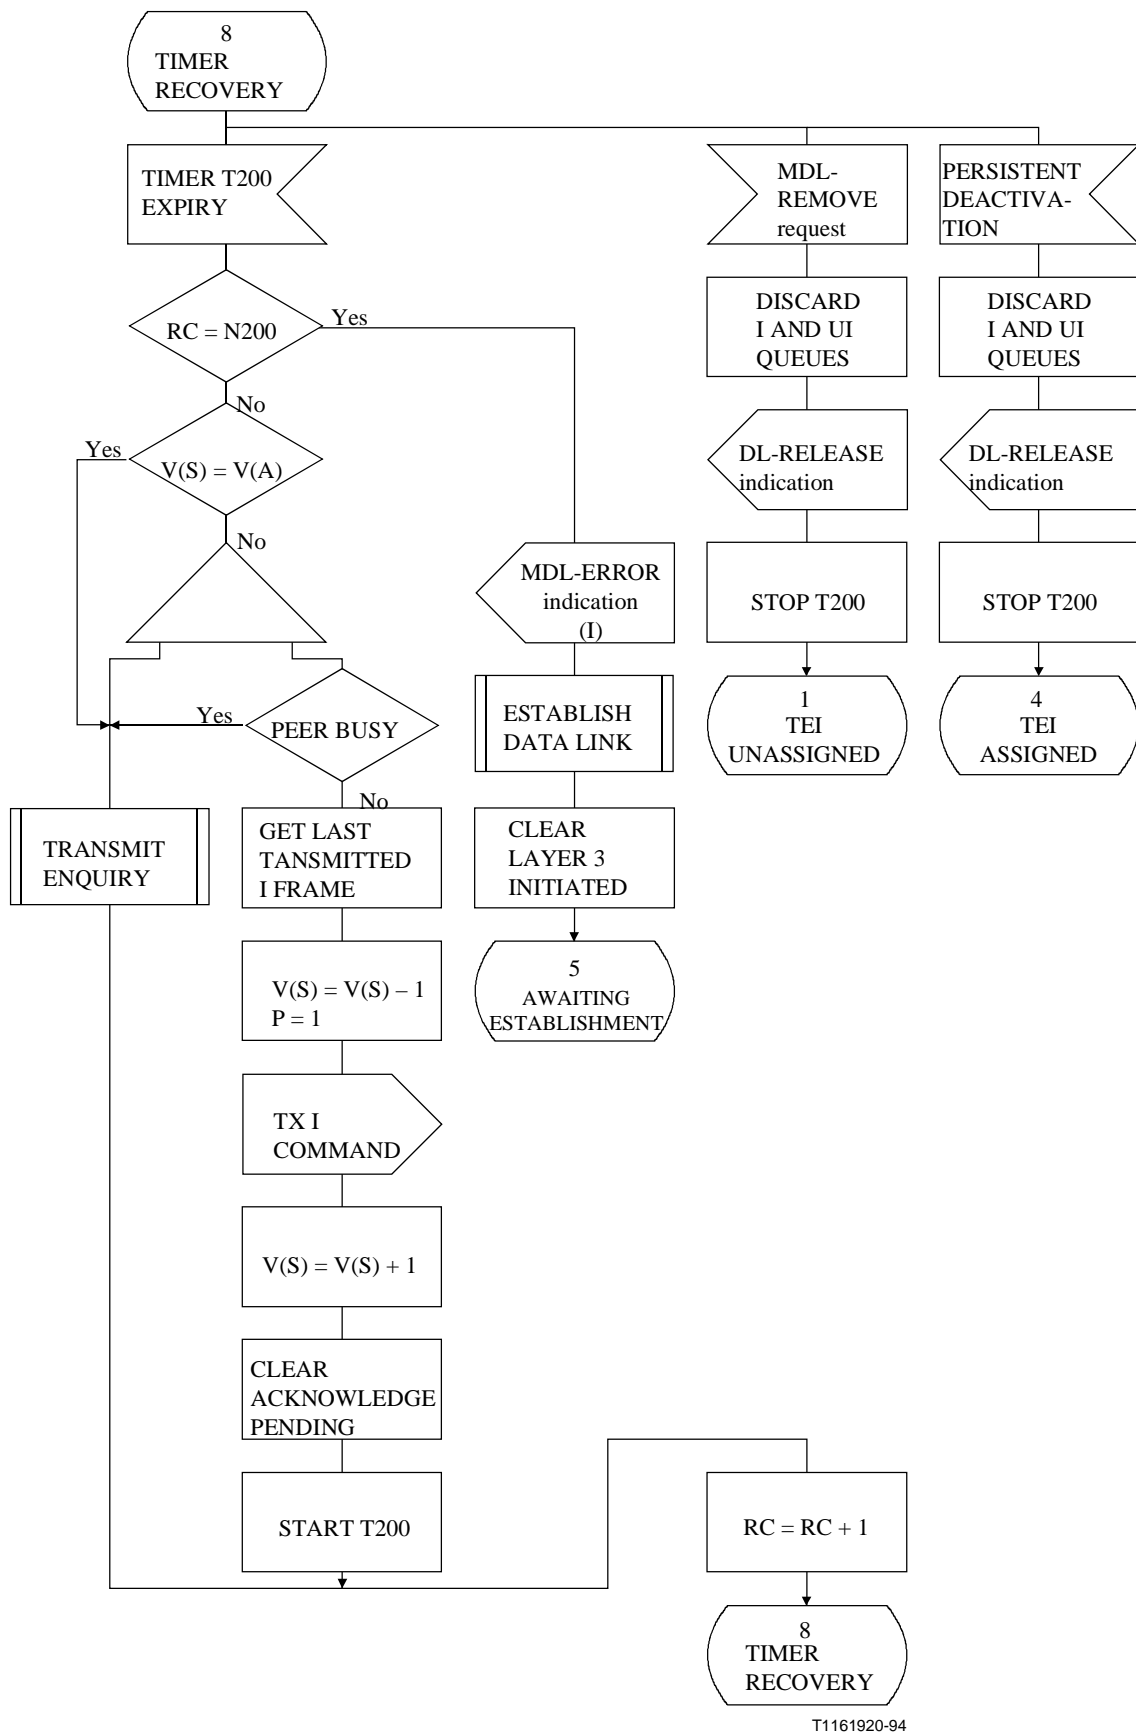 8
TIMER
RECOVERY
TIMER T200
EXPIRY
MDL-
REMOVE
request
PERSISTENT
DEACTIVA-
TION
RC = N200
Yes
No
DISCARD
I AND UI
QUEUES
DISCARD
I AND UI
QUEUES
Yes
V(S) = V(A)
No
DL-RELEASE
indication
DL-RELEASE
indication
MDL-ERROR
indication
(I)
STOP T200
STOP T200
Yes
PEER BUSY
No
ESTABLISH
DATA LINK
1
TEI
UNASSIGNED
4
TEI
ASSIGNED
TRANSMIT
ENQUIRY
GET LAST
TANSMITTED
I FRAME
CLEAR
LAYER 3
INITIATED
V(S) = V(S) – 1
P = 1
5
AWAITING
ESTABLISHMENT
TX I
COMMAND
V(S) = V(S) + 1
CLEAR
ACKNOWLEDGE
PENDING
START T200
RC = RC + 1
8
TIMER
RECOVERY
T1161920-94